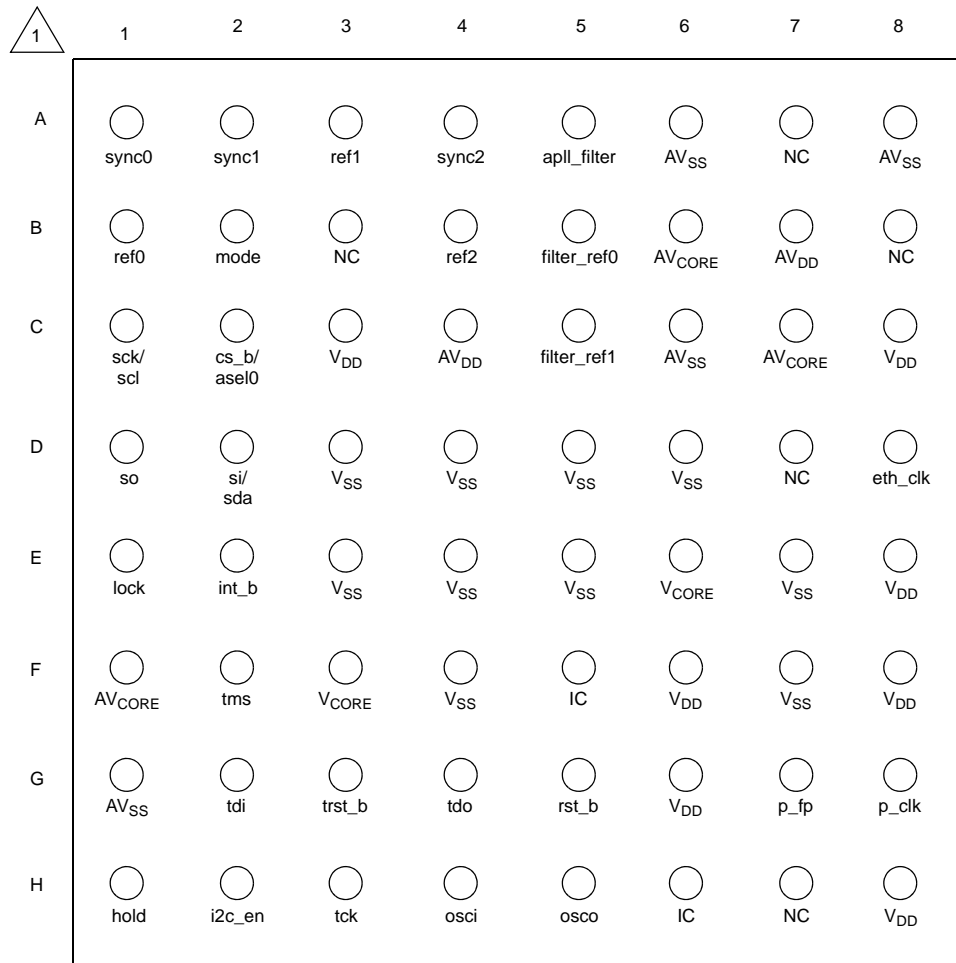 1 1 2 3 4 5 6 7 8
A
sync0 sync1 ref1 sync2 apll_filter AVSS NC AVSS
B
ref0 mode NC ref2 filter_ref0 AVCORE AVDD NC
C
sck/ cs_b/ VDD AVDD filter_ref1 AVSS AVCORE VDD
scl asel0
D
so si/ VSS VSS VSS VSS NC eth_clk
sda
E
lock int_b VSS VSS VSS VCORE VSS VDD
F
AVCORE tms VCORE VSS IC VDD VSS VDD
G
AVSS tdi trst_b tdo rst_b VDD p_fp p_clk
H
hold i2c_en tck osci osco IC NC VDD